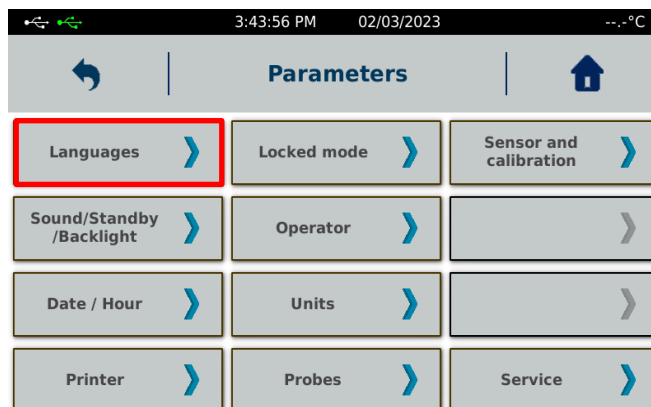 3:43:56 PM 02/03/2023 --.-°C
Parameters
Languages
Locked mode
Sensor and
calibration
Sound/Standby
/Backlight
Operator
Date / Hour
Units
Printer
Probes
Service